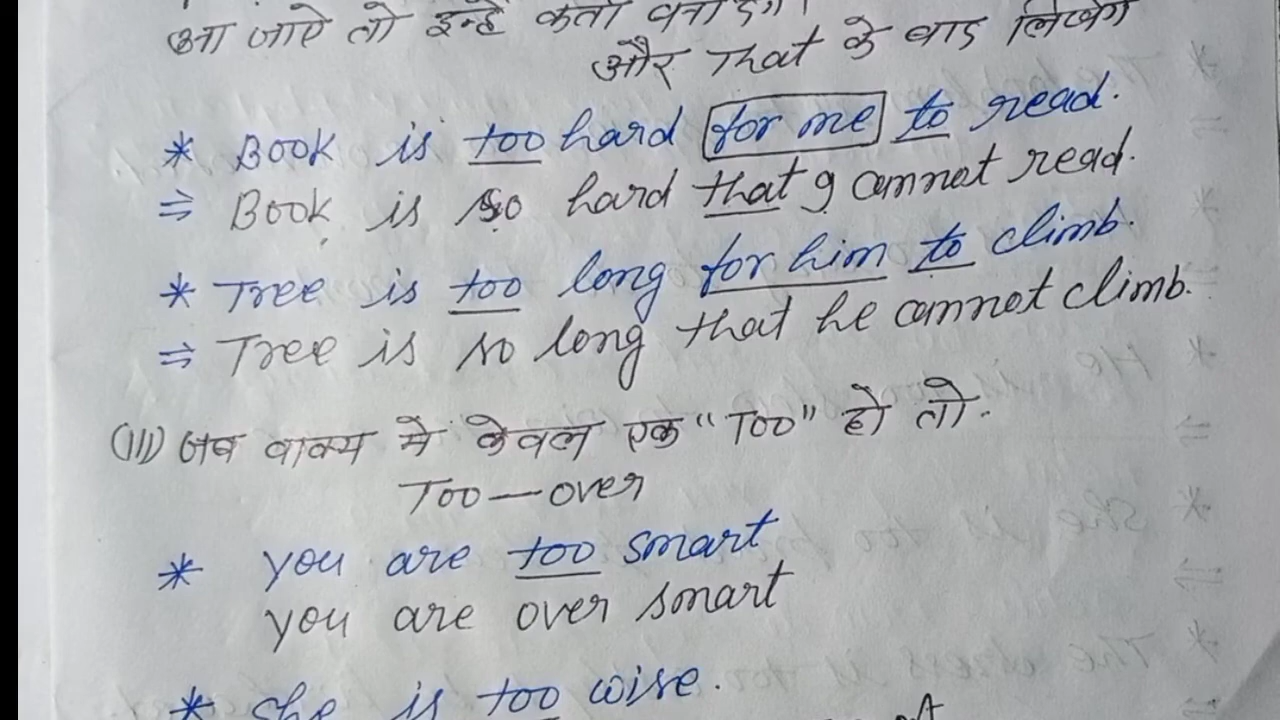 आ जाऐ तो इन्हे कर्ता बनाऐंगे।
और That के बाद लिखेंगे
* Book is too hard for me to read.
⇒ Book is so hard that I cannot read.
* Tree is too long for him to climb.
⇒ Tree is so long that he cannot climb.
(III) जब वाक्य मे केवल एक "Too" हो तो.
Too — over
* you are too smart
you are over smart
* She is too wise.